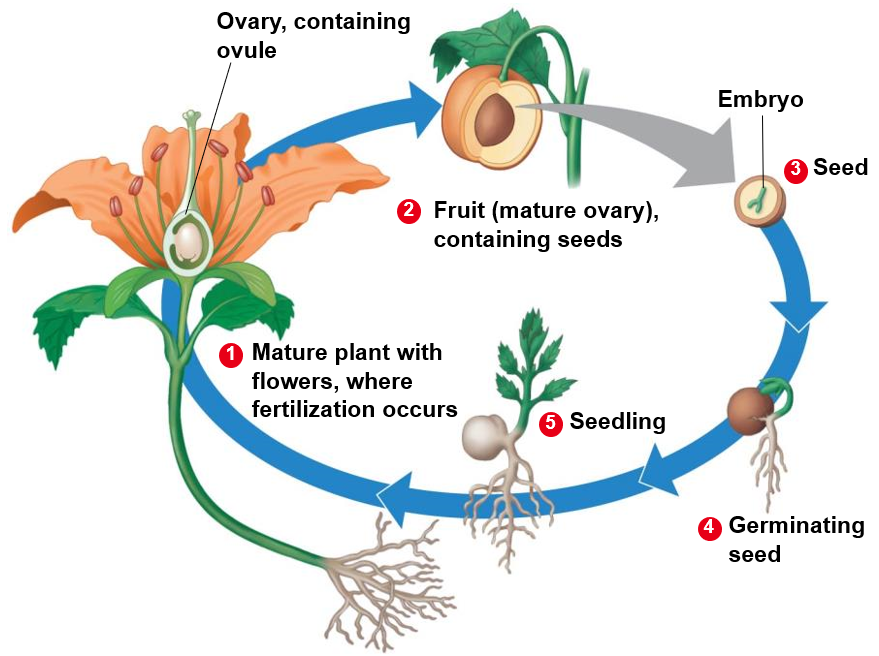 Ovary, containing
ovule
Embryo
3 Seed
2 Fruit (mature ovary),
containing seeds
1 Mature plant with
flowers, where
fertilization occurs
5 Seedling
4 Germinating
seed